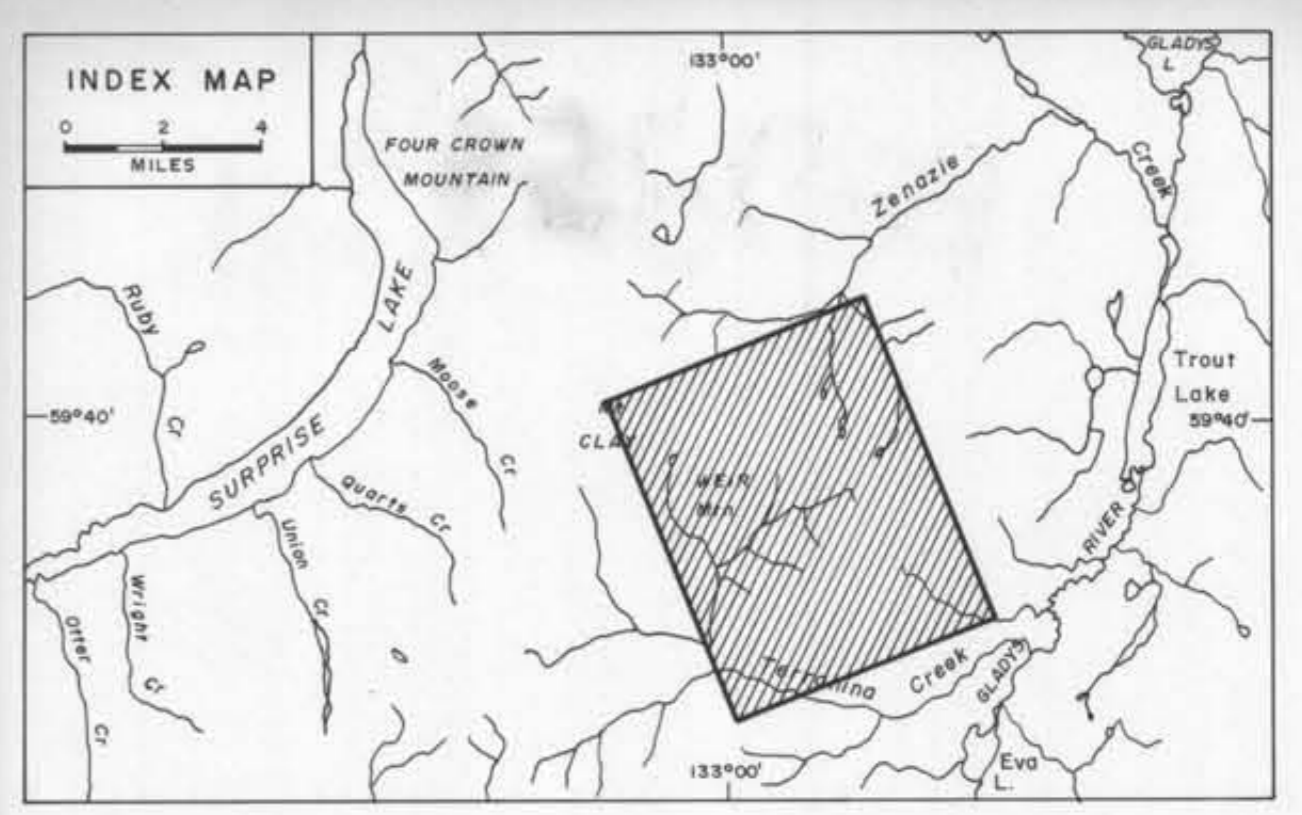 INDEX MAP
0 2 4
MILES
133°00'
GLADYS
L.
FOUR CROWN
MOUNTAIN
Zenazie
Creek
LAKE
Ruby
Cr
Moose
Cr
Trout
Lake
59°40'
59°40'
SURPRISE
WEIR
Mtn
Quarts Cr
Union
Cr
RIVER
Wright
Cr
Otter
Cr
Creek
GLADYS
133°00'
Eva
L.